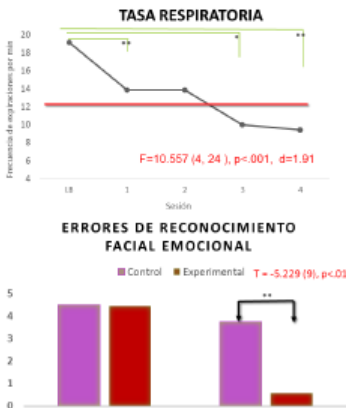 TASA RESPIRATORIA
Frecuencia de espiraciones por min
20
18
16
14
12
10
8
6
4
**
*
**
F=10.557 (4, 24 ), p<.001, d=1.91
LB 1 2 3 4
Sesión
ERRORES DE RECONOCIMIENTO
FACIAL EMOCIONAL
Control Experimental T = -5.229 (9), p<.01
**
5
4
3
2
1
0